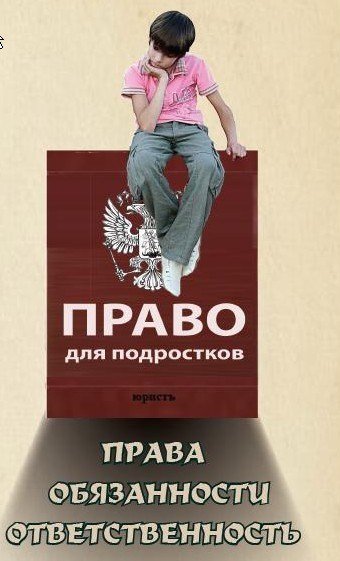 ПРАВО
для подростков
юристъ
ПРАВА
ОБЯЗАННОСТИ
ОТВЕТСТВЕННОСТЬ